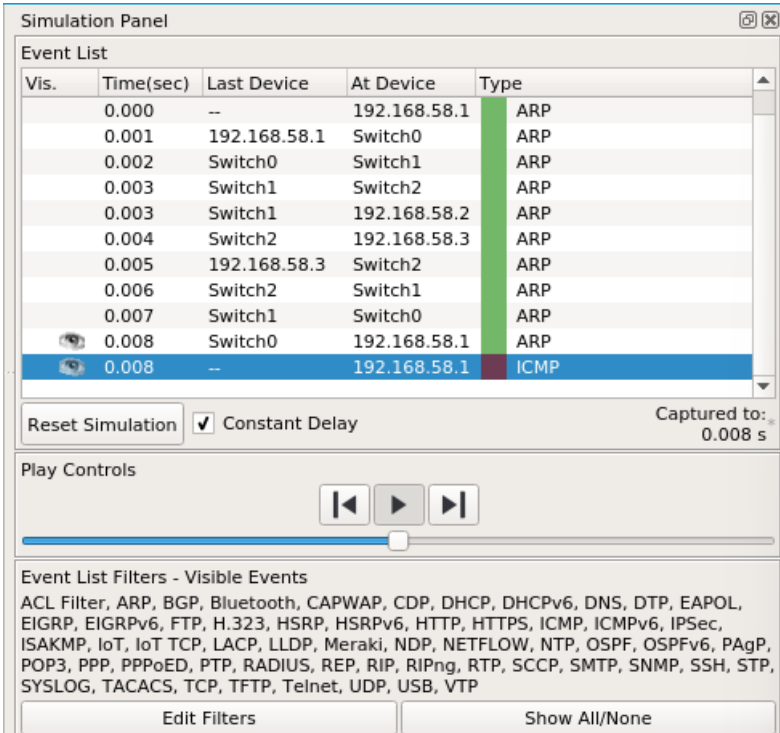 Simulation Panel
Event List
Vis. Time(sec) Last Device At Device Type
0.000 -- 192.168.58.1 ARP
0.001 192.168.58.1 Switch0 ARP
0.002 Switch0 Switch1 ARP
0.003 Switch1 Switch2 ARP
0.003 Switch1 192.168.58.2 ARP
0.004 Switch2 192.168.58.3 ARP
0.005 192.168.58.3 Switch2 ARP
0.006 Switch2 Switch1 ARP
0.007 Switch1 Switch0 ARP
0.008 Switch0 192.168.58.1 ARP
0.008 -- 192.168.58.1 ICMP
Reset Simulation Constant Delay Captured to:
0.008 s
Play Controls
Event List Filters - Visible Events
ACL Filter, ARP, BGP, Bluetooth, CAPWAP, CDP, DHCP, DHCPv6, DNS, DTP, EAPOL,
EIGRP, EIGRPv6, FTP, H.323, HSRP, HSRPv6, HTTP, HTTPS, ICMP, ICMPv6, IPSec,
ISAKMP, IoT, IoT TCP, LACP, LLDP, Meraki, NDP, NETFLOW, NTP, OSPF, OSPFv6, PAgP,
POP3, PPP, PPPoED, PTP, RADIUS, REP, RIP, RIPng, RTP, SCCP, SMTP, SNMP, SSH, STP,
SYSLOG, TACACS, TCP, TFTP, Telnet, UDP, USB, VTP
Edit Filters Show All/None